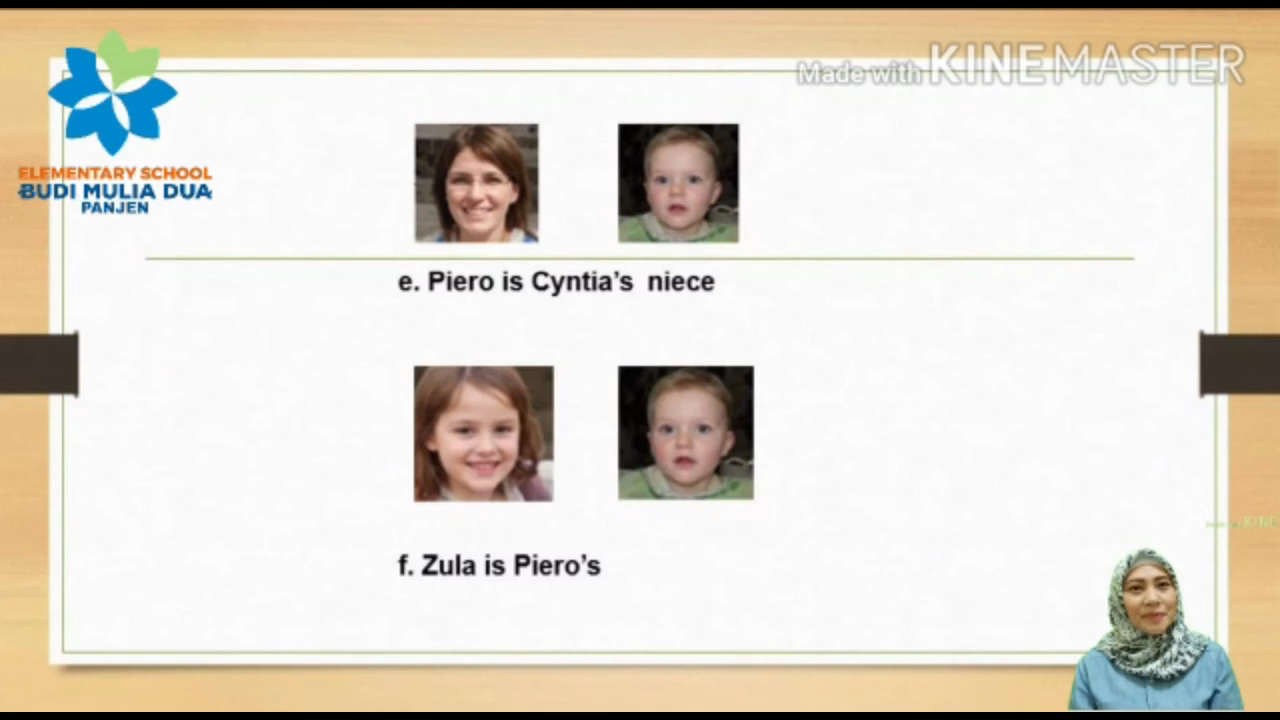 Made with KINEMASTER
ELEMENTARY SCHOOL
BUDI MULIA DUA
PANJEN
e. Piero is Cyntia's niece
f. Zula is Piero's